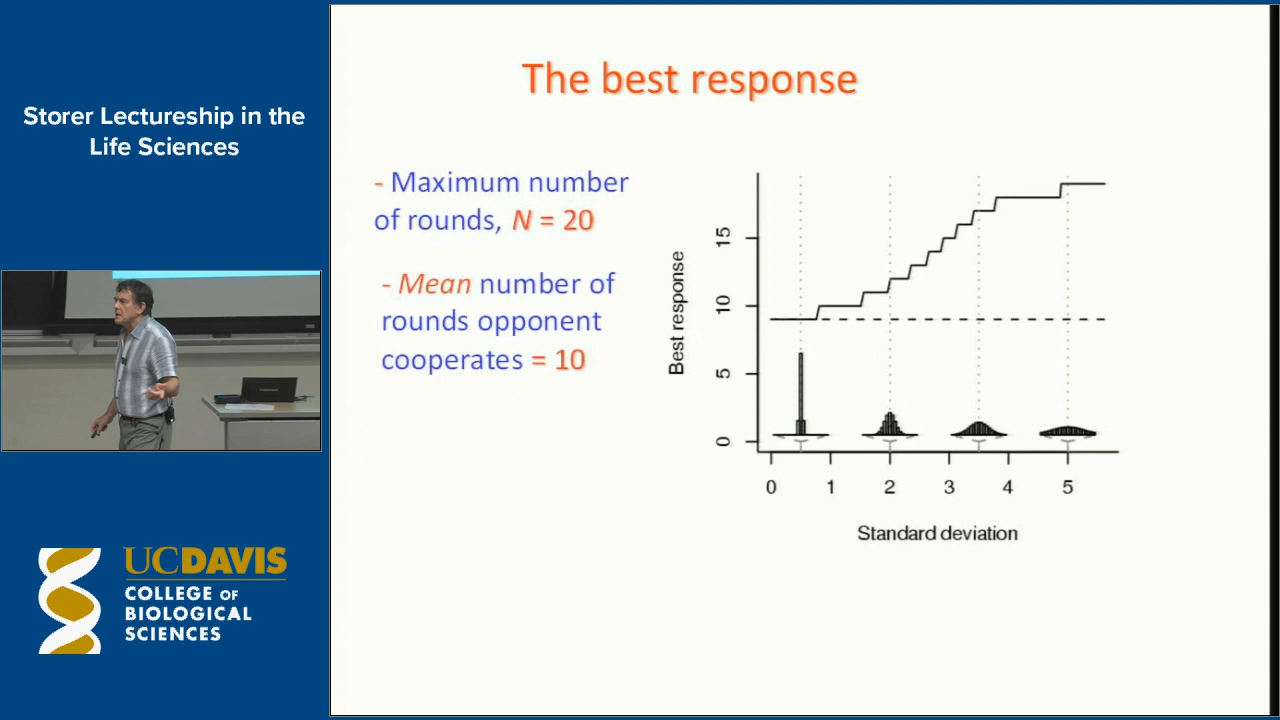 Storer Lectureship in the
Life Sciences
UCDAVIS
COLLEGE OF
BIOLOGICAL
SCIENCES
The best response
- Maximum number
of rounds, N = 20
- Mean number of
rounds opponent
cooperates = 10
Best response
15
10
5
0
0 1 2 3 4 5
Standard deviation